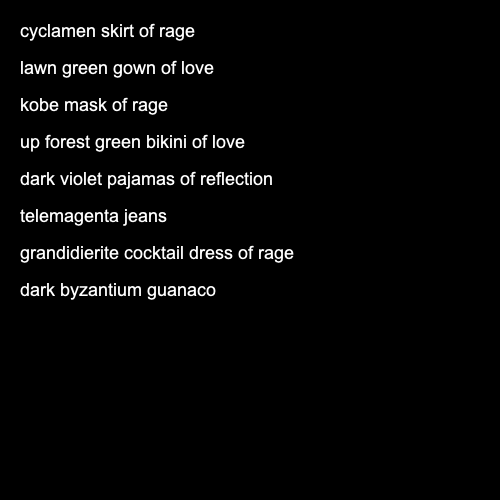 cyclamen skirt of rage
lawn green gown of love
kobe mask of rage
up forest green bikini of love
dark violet pajamas of reflection
telemagenta jeans
grandidierite cocktail dress of rage
dark byzantium guanaco